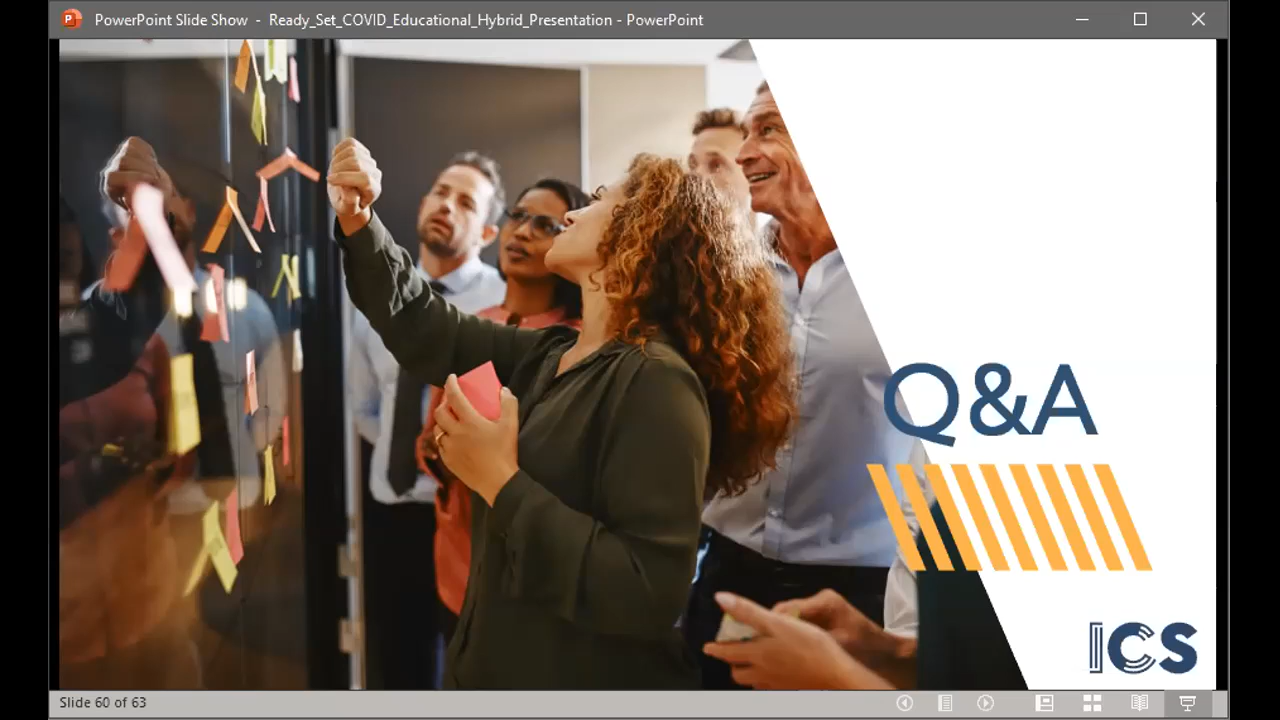 PowerPoint Slide Show - Ready_Set_COVID_Educational_Hybrid_Presentation - PowerPoint
Q&A
ICS
Slide 60 of 63